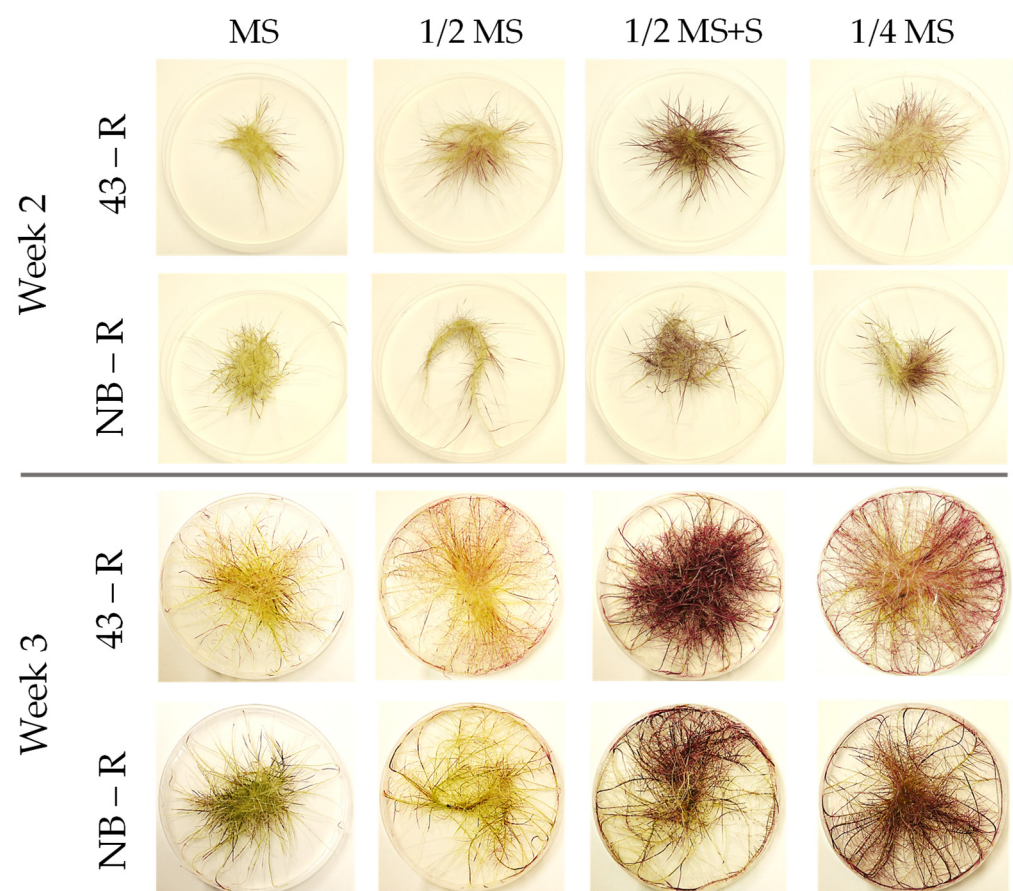 MS
1/2 MS
1/2 MS+S
1/4 MS
Week 2
43 – R
NB – R
Week 3
43 – R
NB – R